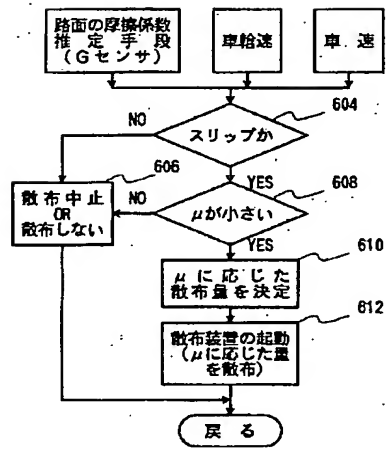 路面の摩擦係数
推定手段
(Gセンサ)
車輪速
車 速
604
NO
スリップか
606
YES
608
散布中止
OR
散布しない
NO
μが小さい
YES
610
μに応じた
散布量を決定
612
散布装置の起動
(μに応じた量
を散布)
戻 る